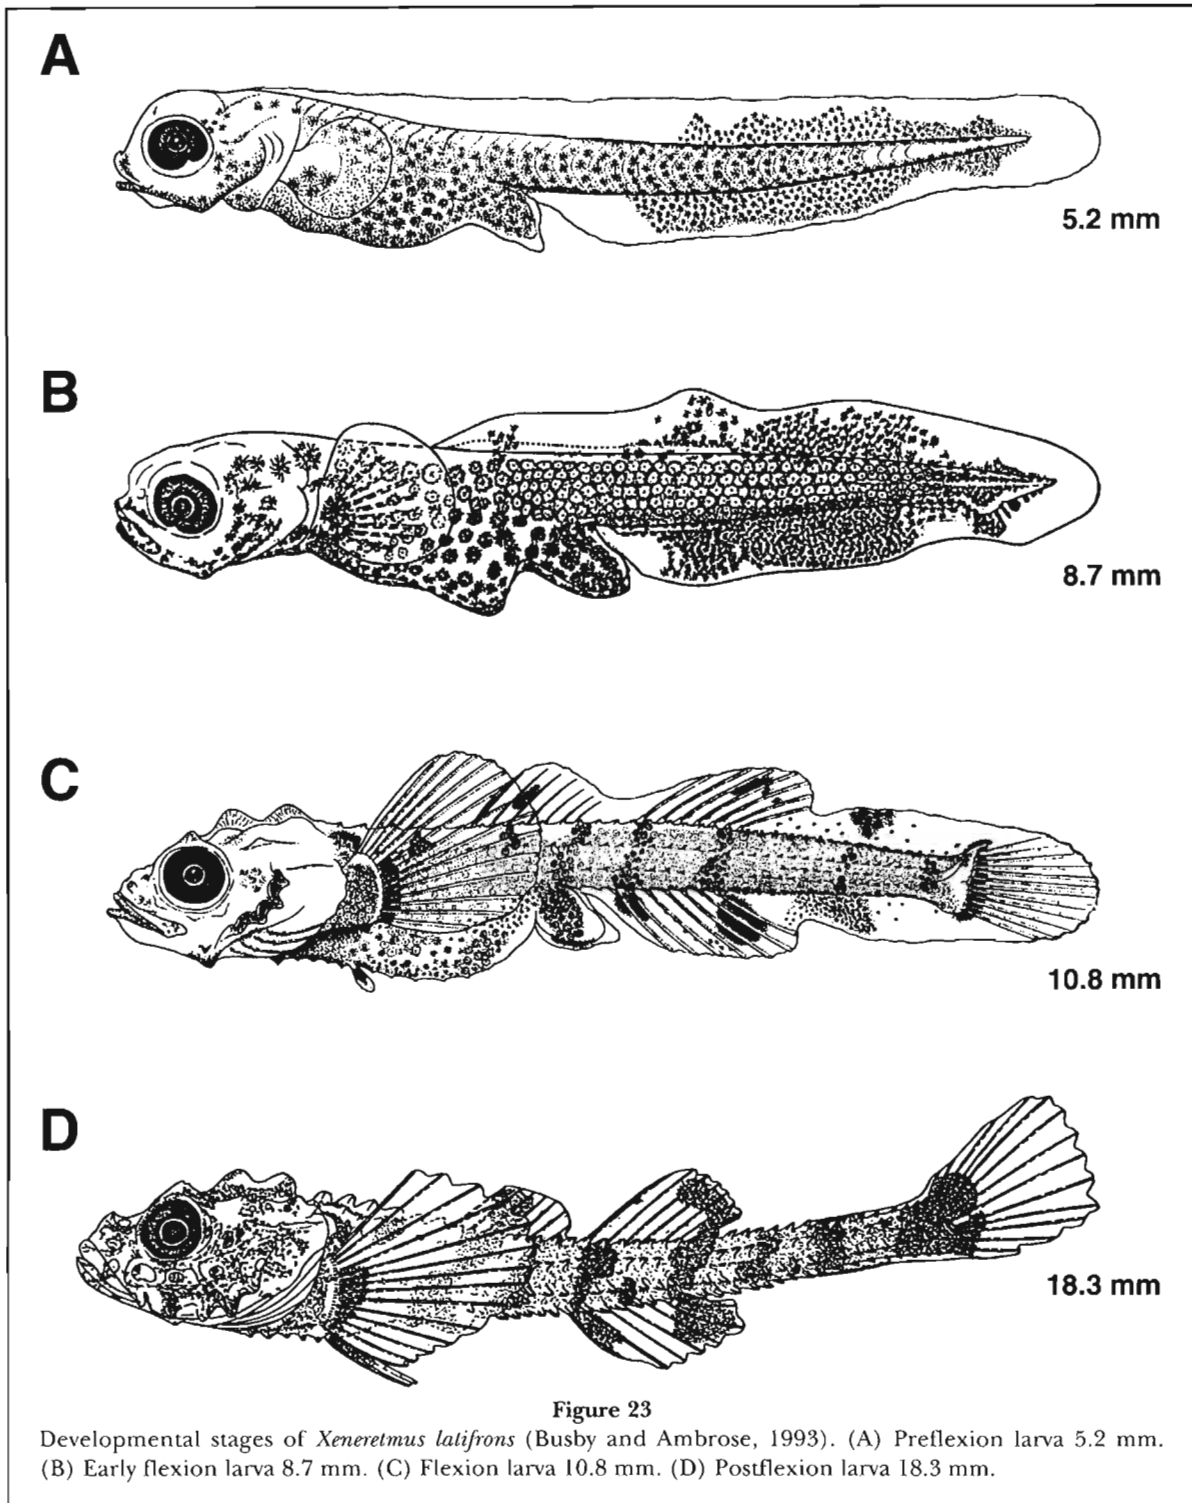 A
5.2 mm
B
8.7 mm
C
10.8 mm
D
18.3 mm
Figure 23
Developmental stages of Xeneretmus latifrons (Busby and Ambrose, 1993). (A) Preflexion larva 5.2 mm.
(B) Early flexion larva 8.7 mm. (C) Flexion larva 10.8 mm. (D) Postflexion larva 18.3 mm.